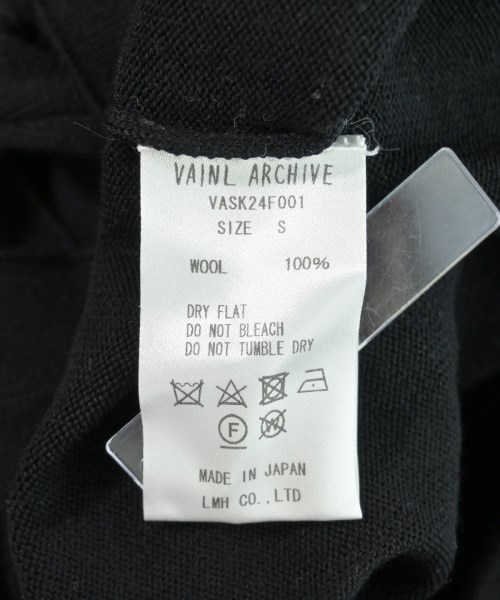 VAINL ARCHIVE
VASK24F001
SIZE S
WOOL 100%
DRY FLAT
DO NOT BLEACH
DO NOT TUMBLE DRY
F
W
MADE IN JAPAN
LMH CO.,LTD